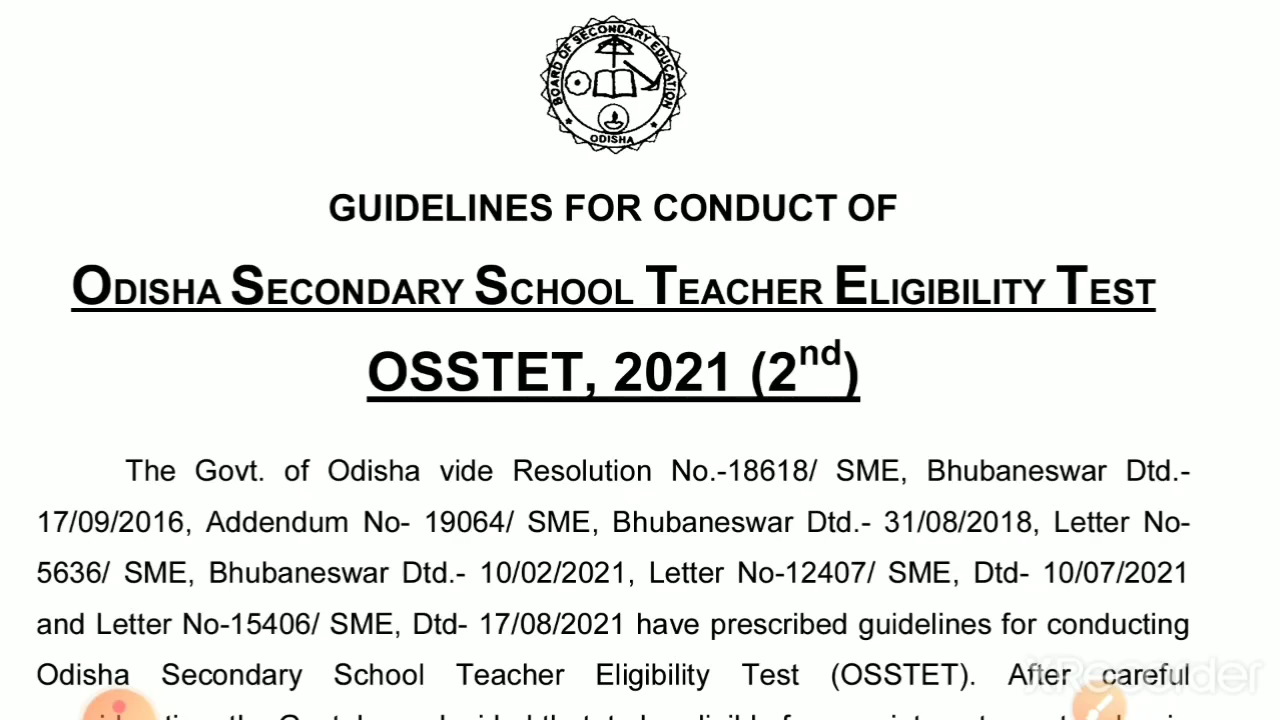 BOARD OF SECONDARY EDUCATION
ODISHA
GUIDELINES FOR CONDUCT OF
ODISHA SECONDARY SCHOOL TEACHER ELIGIBILITY TEST
OSSTET, 2021 (2nd)
The Govt. of Odisha vide Resolution No.-18618/ SME, Bhubaneswar Dtd.-
17/09/2016, Addendum No- 19064/ SME, Bhubaneswar Dtd.- 31/08/2018, Letter No-
5636/ SME, Bhubaneswar Dtd.- 10/02/2021, Letter No-12407/ SME, Dtd- 10/07/2021
and Letter No-15406/ SME, Dtd- 17/08/2021 have prescribed guidelines for conducting
Odisha Secondary School Teacher Eligibility Test (OSSTET). After careful
XRecorder